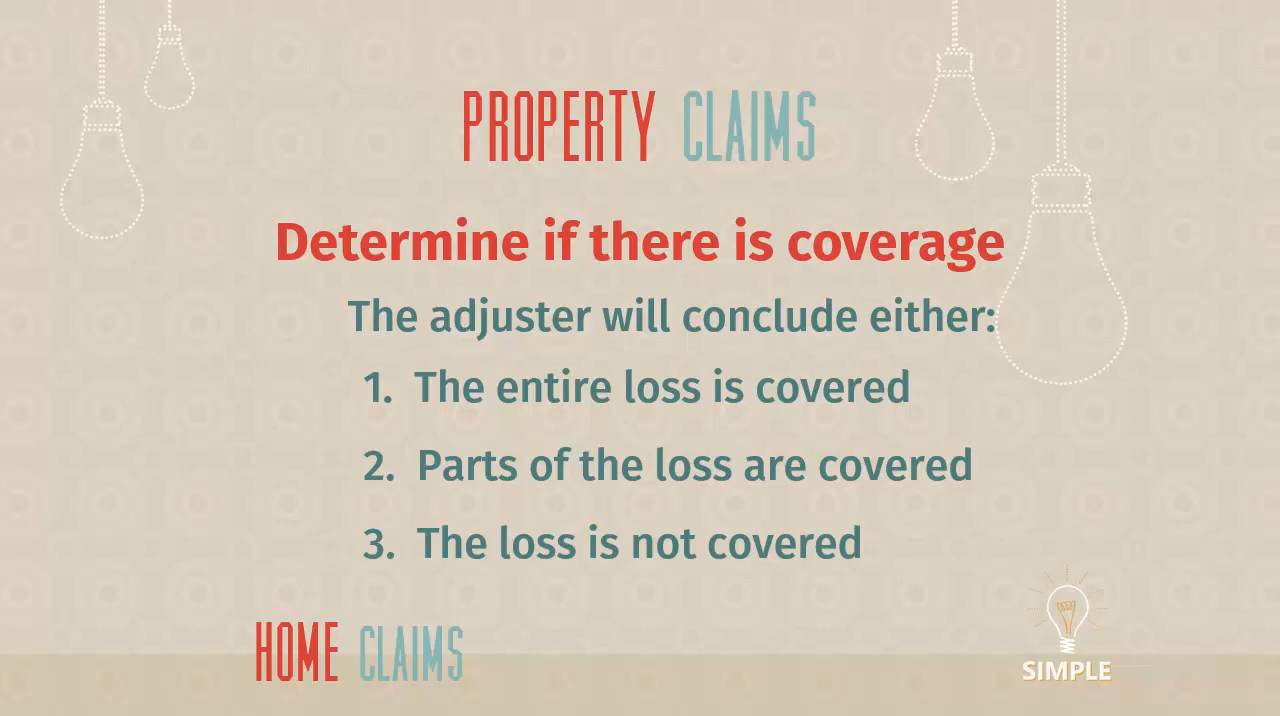 PROPERTY CLAIMS
Determine if there is coverage
The adjuster will conclude either:
1. The entire loss is covered
2. Parts of the loss are covered
3. The loss is not covered
HOME CLAIMS
SIMPLE